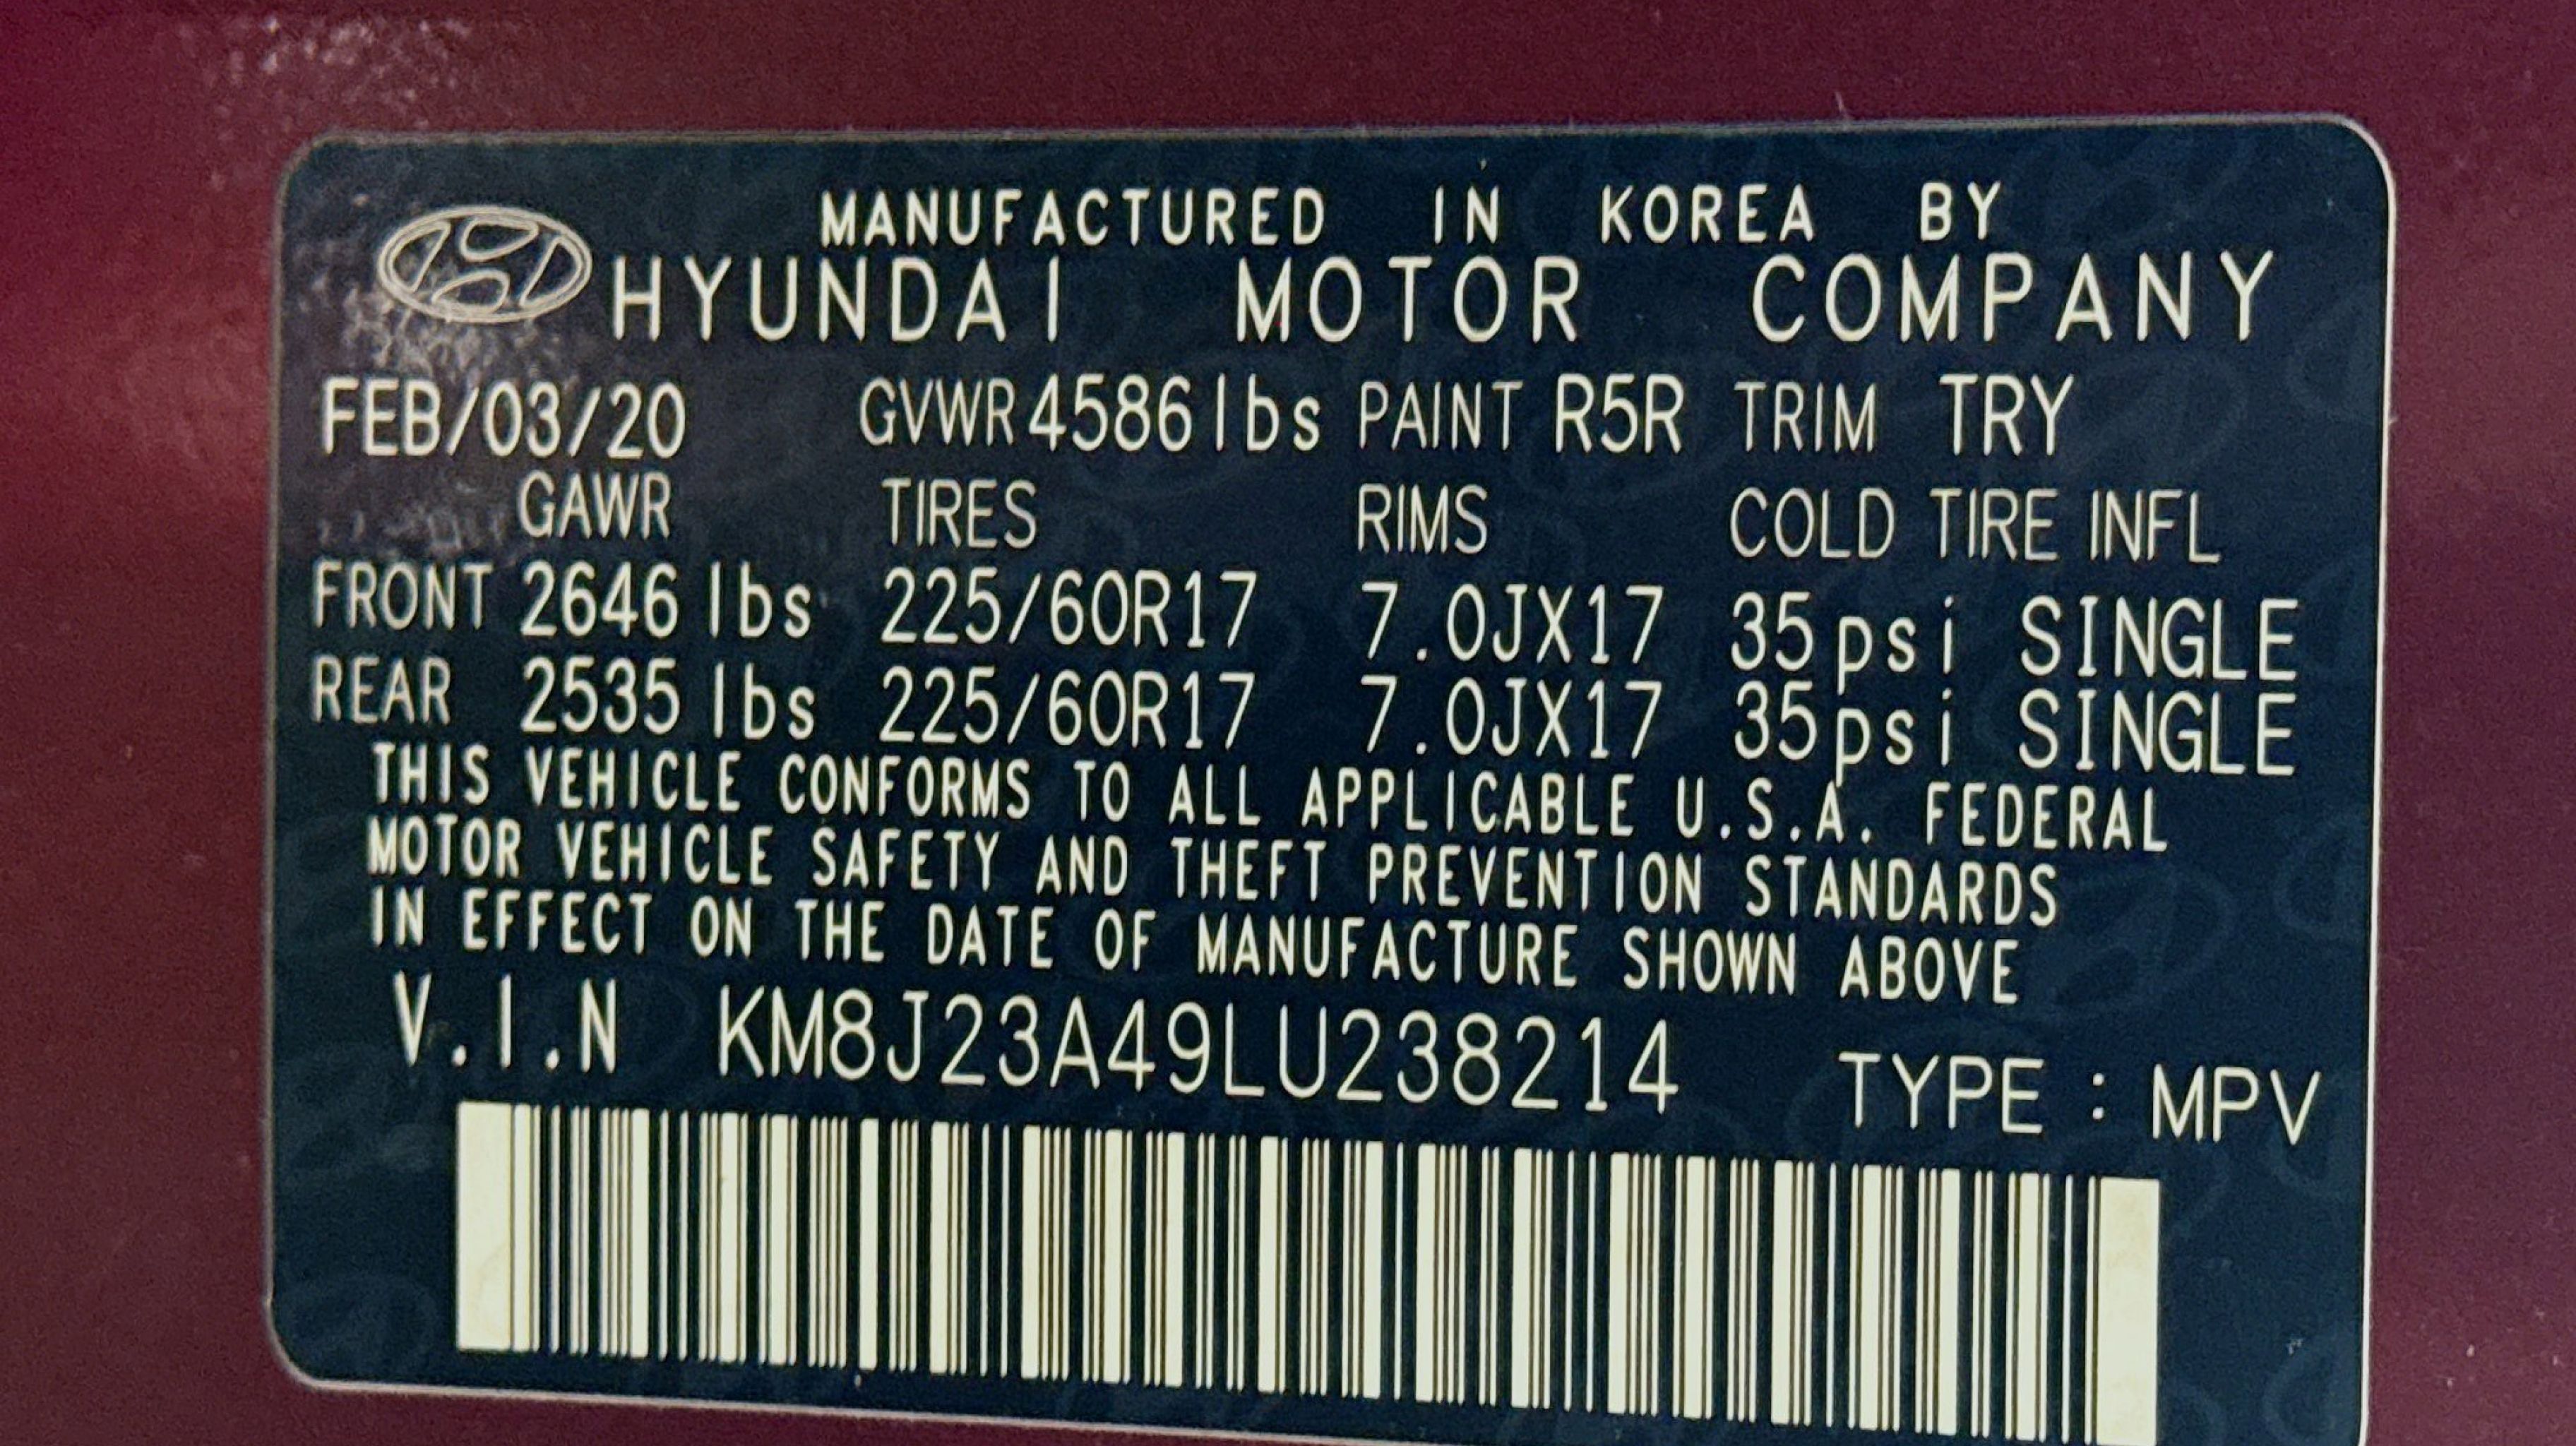 MANUFACTURED IN KOREA BY
HYUNDAI MOTOR COMPANY
FEB/03/20 GVWR 4586 lbs PAINT R5R TRIM TRY
GAWR TIRES RIMS COLD TIRE INFL
FRONT 2646 lbs 225/60R17 7.0JX17 35psi SINGLE
REAR 2535 lbs 225/60R17 7.0JX17 35psi SINGLE
THIS VEHICLE CONFORMS TO ALL APPLICABLE U.S.A. FEDERAL
MOTOR VEHICLE SAFETY AND THEFT PREVENTION STANDARDS
IN EFFECT ON THE DATE OF MANUFACTURE SHOWN ABOVE
V.I.N KM8J23A49LU238214
TYPE : MPV